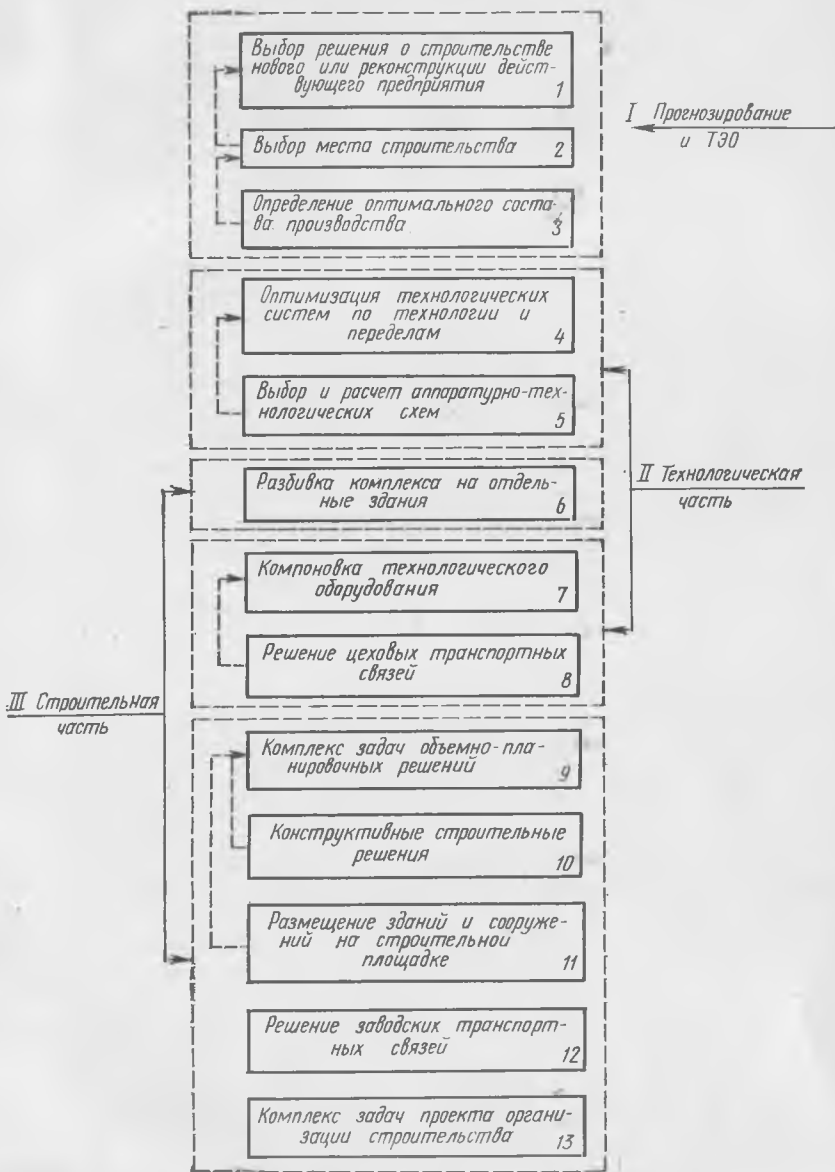 Выбор решения о строительстве
нового или реконструкции дейст-
вующего предприятия
1
I Прогнозирование
и ТЭО
Выбор места строительства
2
Определение оптимального соста-
ва производства
3
Оптимизация технологических
систем по технологии и
переделам
4
Выбор и расчет аппаратурно-тех-
нологических схем
5
II Технологическая
часть
Разбивка комплекса на отдель-
ные здания
6
Компоновка технологического
оборудования
7
Решение цеховых транспортных
связей
8
III Строительная
часть
Комплекс задач объемно-пла-
нировочных решений
9
Конструктивные строительные
решения
10
Размещение зданий и сооруже-
ний на строительной
площадке
11
Решение заводских транспорт-
ных связей
12
Комплекс задач проекта органи-
зации строительства
13